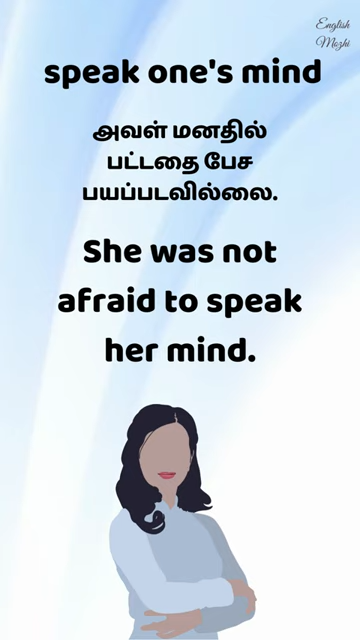 English
Mozhi
speak one's mind
அவள் மனதில்
பட்டதை பேச
பயப்படவில்லை.
She was not
afraid to speak
her mind.